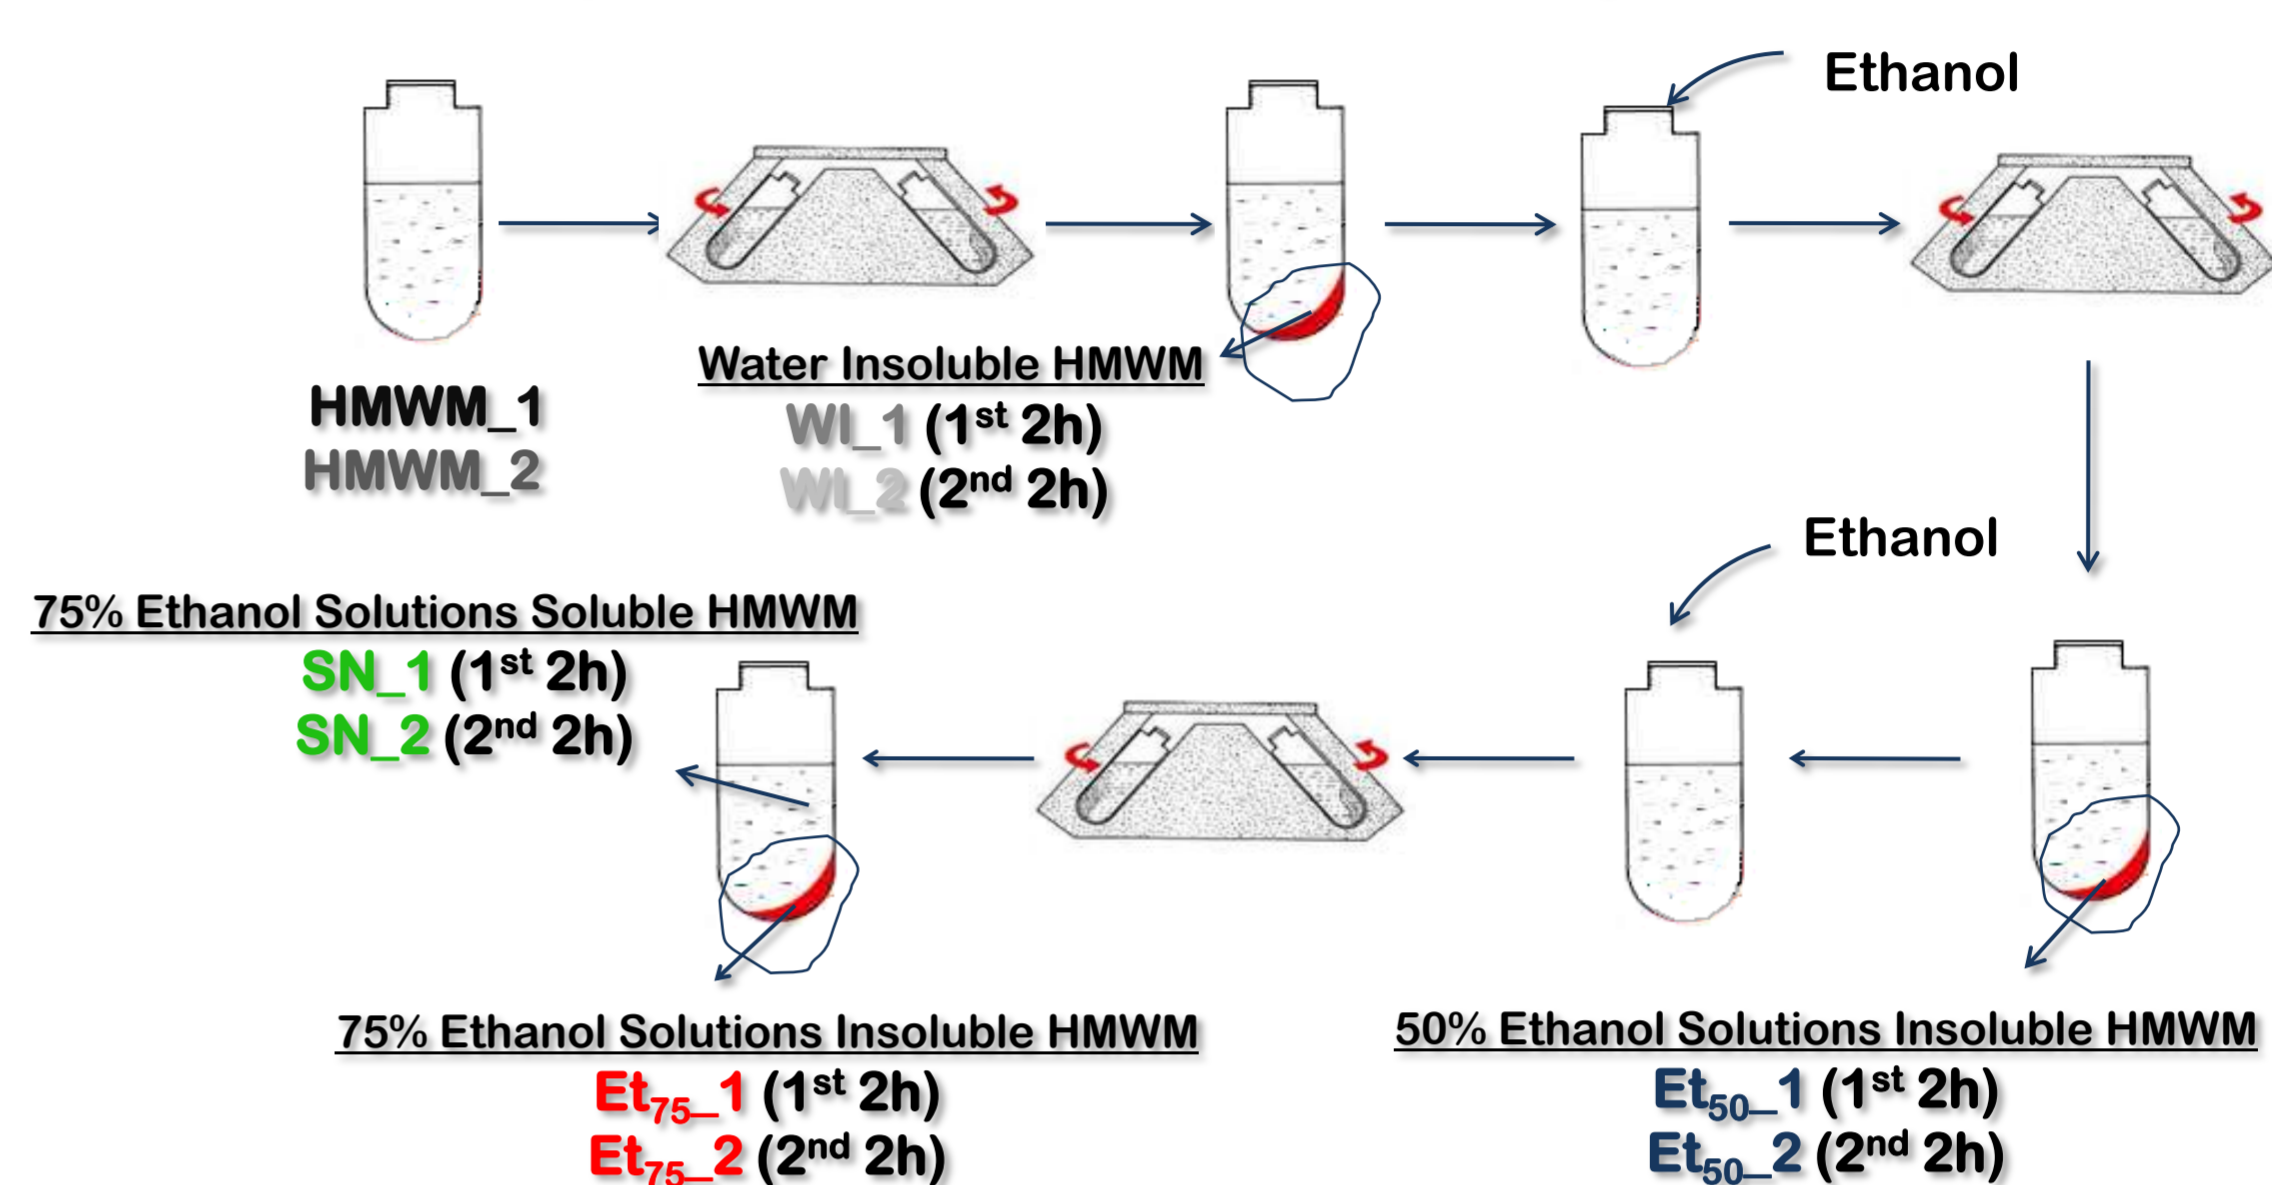 Ethanol
HMWM_1
HMWM_2
Water Insoluble HMWM
WI_1 (1st 2h)
WI_2 (2nd 2h)
Ethanol
75% Ethanol Solutions Soluble HMWM
SN_1 (1st 2h)
SN_2 (2nd 2h)
75% Ethanol Solutions Insoluble HMWM
Et75_1 (1st 2h)
Et75_2 (2nd 2h)
50% Ethanol Solutions Insoluble HMWM
Et50_1 (1st 2h)
Et50_2 (2nd 2h)